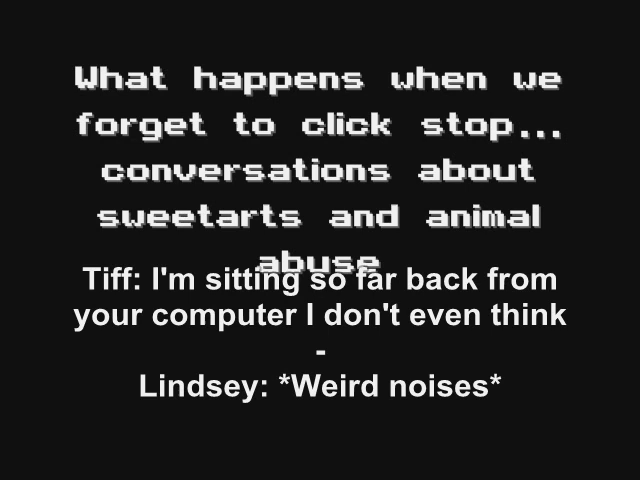 What happens when we
forget to click stop...
conversations about
sweetarts and animal
abuse
Tiff: I'm sitting so far back from
your computer I don't even think
-
Lindsey: *Weird noises*